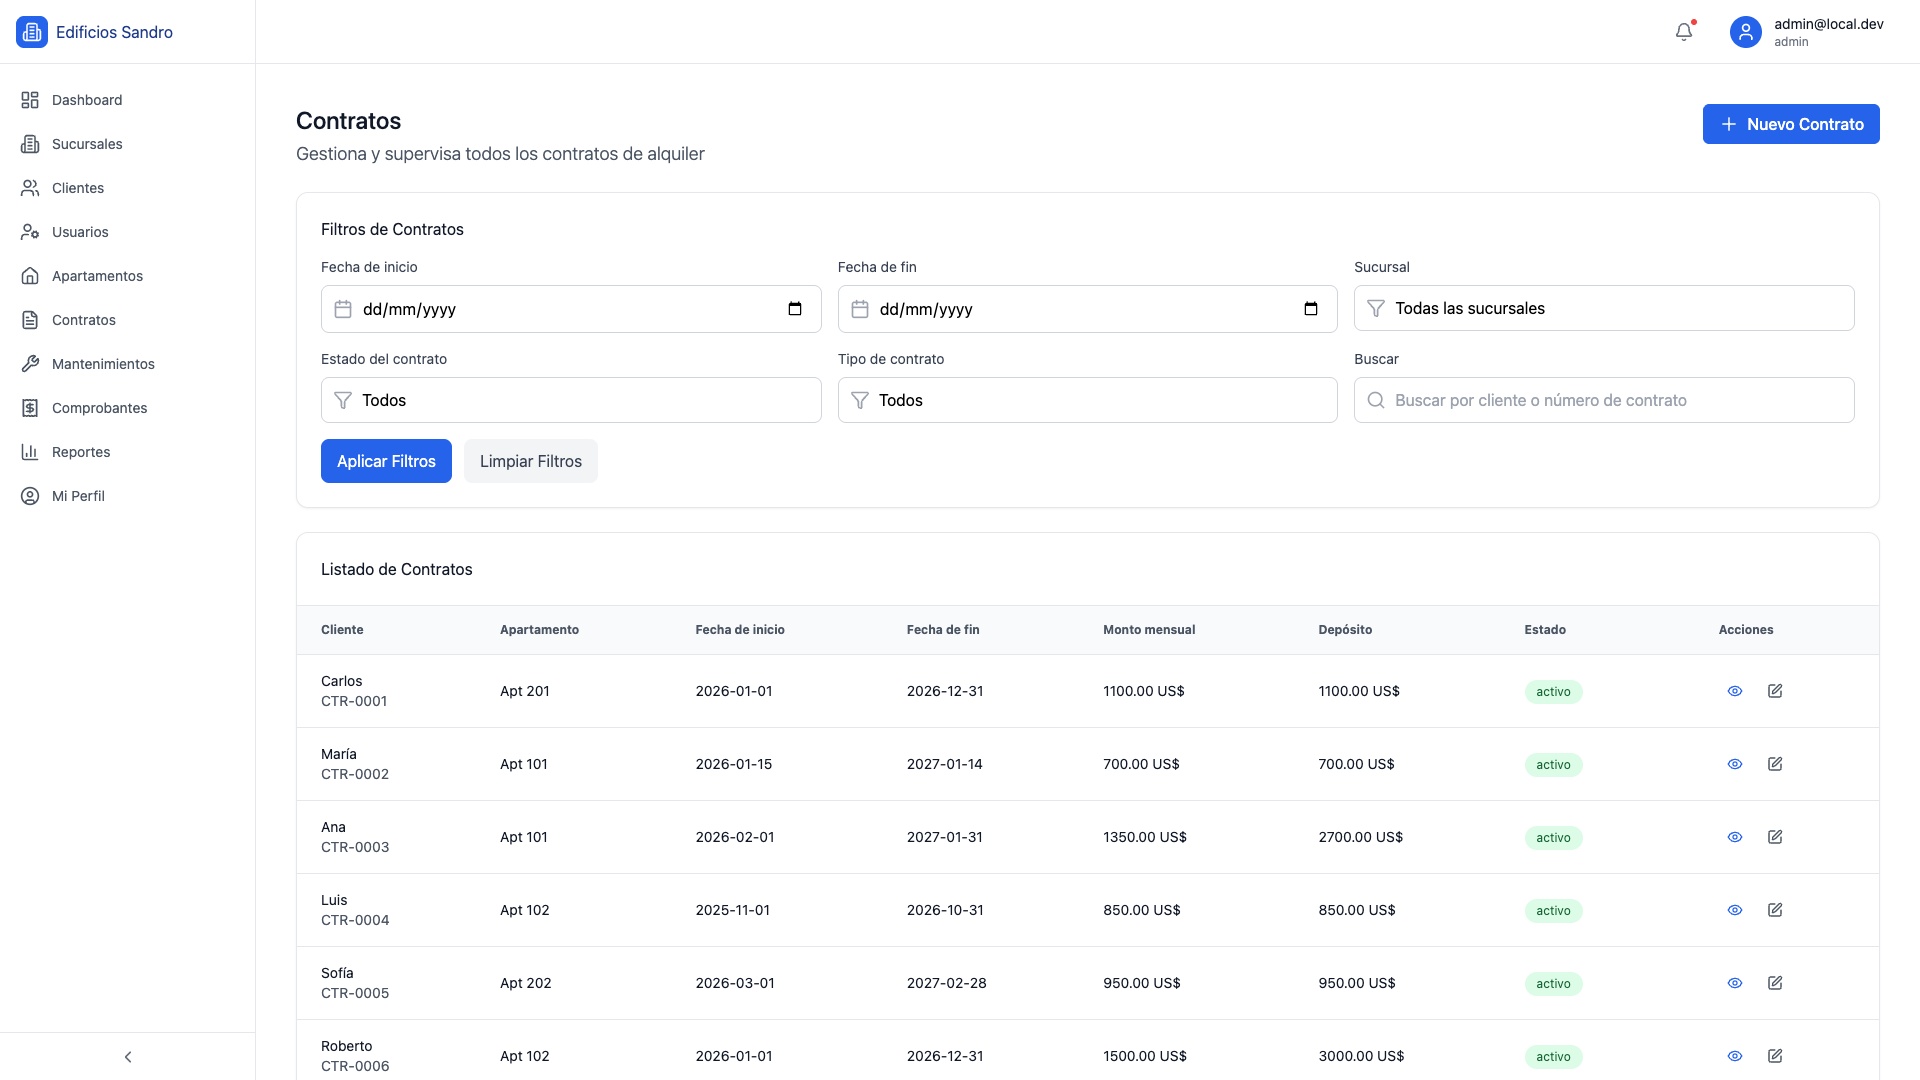 Edificios Sandro
admin@local.dev
admin
Dashboard
Sucursales
Clientes
Usuarios
Apartamentos
Contratos
Mantenimientos
Comprobantes
Reportes
Mi Perfil
Contratos
Gestiona y supervisa todos los contratos de alquiler
Nuevo Contrato
Filtros de Contratos
Fecha de inicio Fecha de fin Sucursal
dd/mm/yyyy dd/mm/yyyy Todas las sucursales
Estado del contrato Tipo de contrato Buscar
Todos Todos Buscar por cliente o número de contrato
Aplicar Filtros Limpiar Filtros
Listado de Contratos
Cliente Apartamento Fecha de inicio Fecha de fin Monto mensual Depósito Estado Acciones
Carlos
CTR-0001 Apt 201 2026-01-01 2026-12-31 1100.00 US$ 1100.00 US$ activo
María
CTR-0002 Apt 101 2026-01-15 2027-01-14 700.00 US$ 700.00 US$ activo
Ana
CTR-0003 Apt 101 2026-02-01 2027-01-31 1350.00 US$ 2700.00 US$ activo
Luis
CTR-0004 Apt 102 2025-11-01 2026-10-31 850.00 US$ 850.00 US$ activo
Sofía
CTR-0005 Apt 202 2026-03-01 2027-02-28 950.00 US$ 950.00 US$ activo
Roberto
CTR-0006 Apt 102 2026-01-01 2026-12-31 1500.00 US$ 3000.00 US$ activo